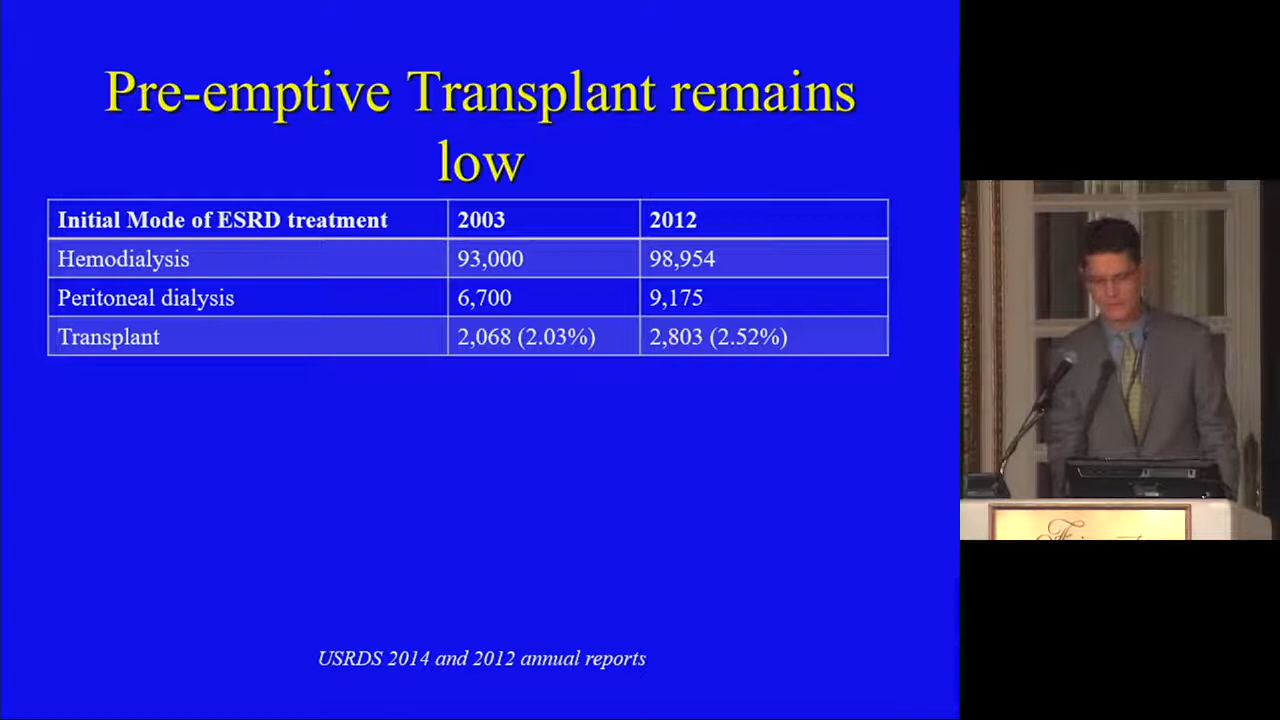 Pre-emptive Transplant remains
low
Initial Mode of ESRD treatment 2003 2012
Hemodialysis 93,000 98,954
Peritoneal dialysis 6,700 9,175
Transplant 2,068 (2.03%) 2,803 (2.52%)
USRDS 2014 and 2012 annual reports